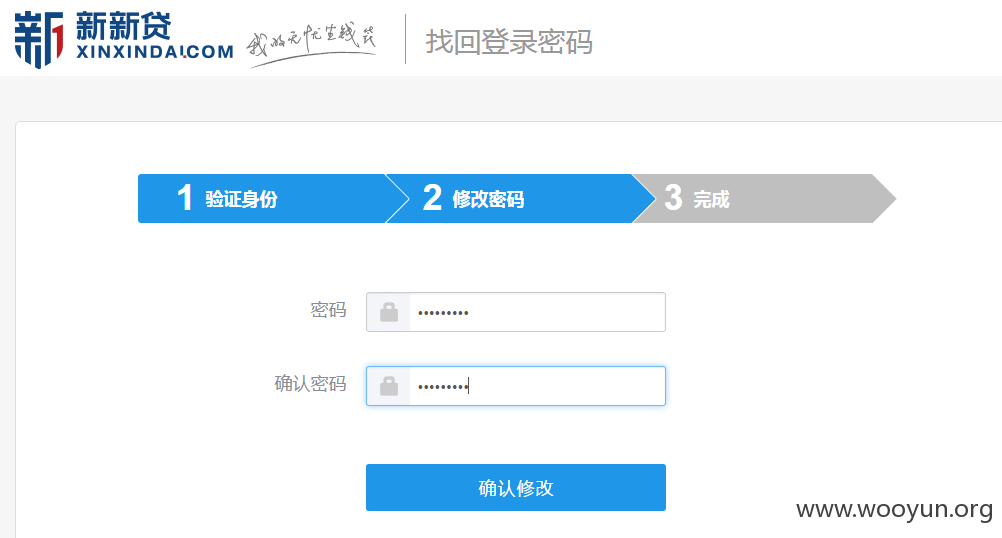 新新贷
XINXINDAI.COM
我的无忧生钱袋
找回登录密码
1 验证身份
2 修改密码
3 完成
密码
确认密码
确认修改
www.wooyun.org